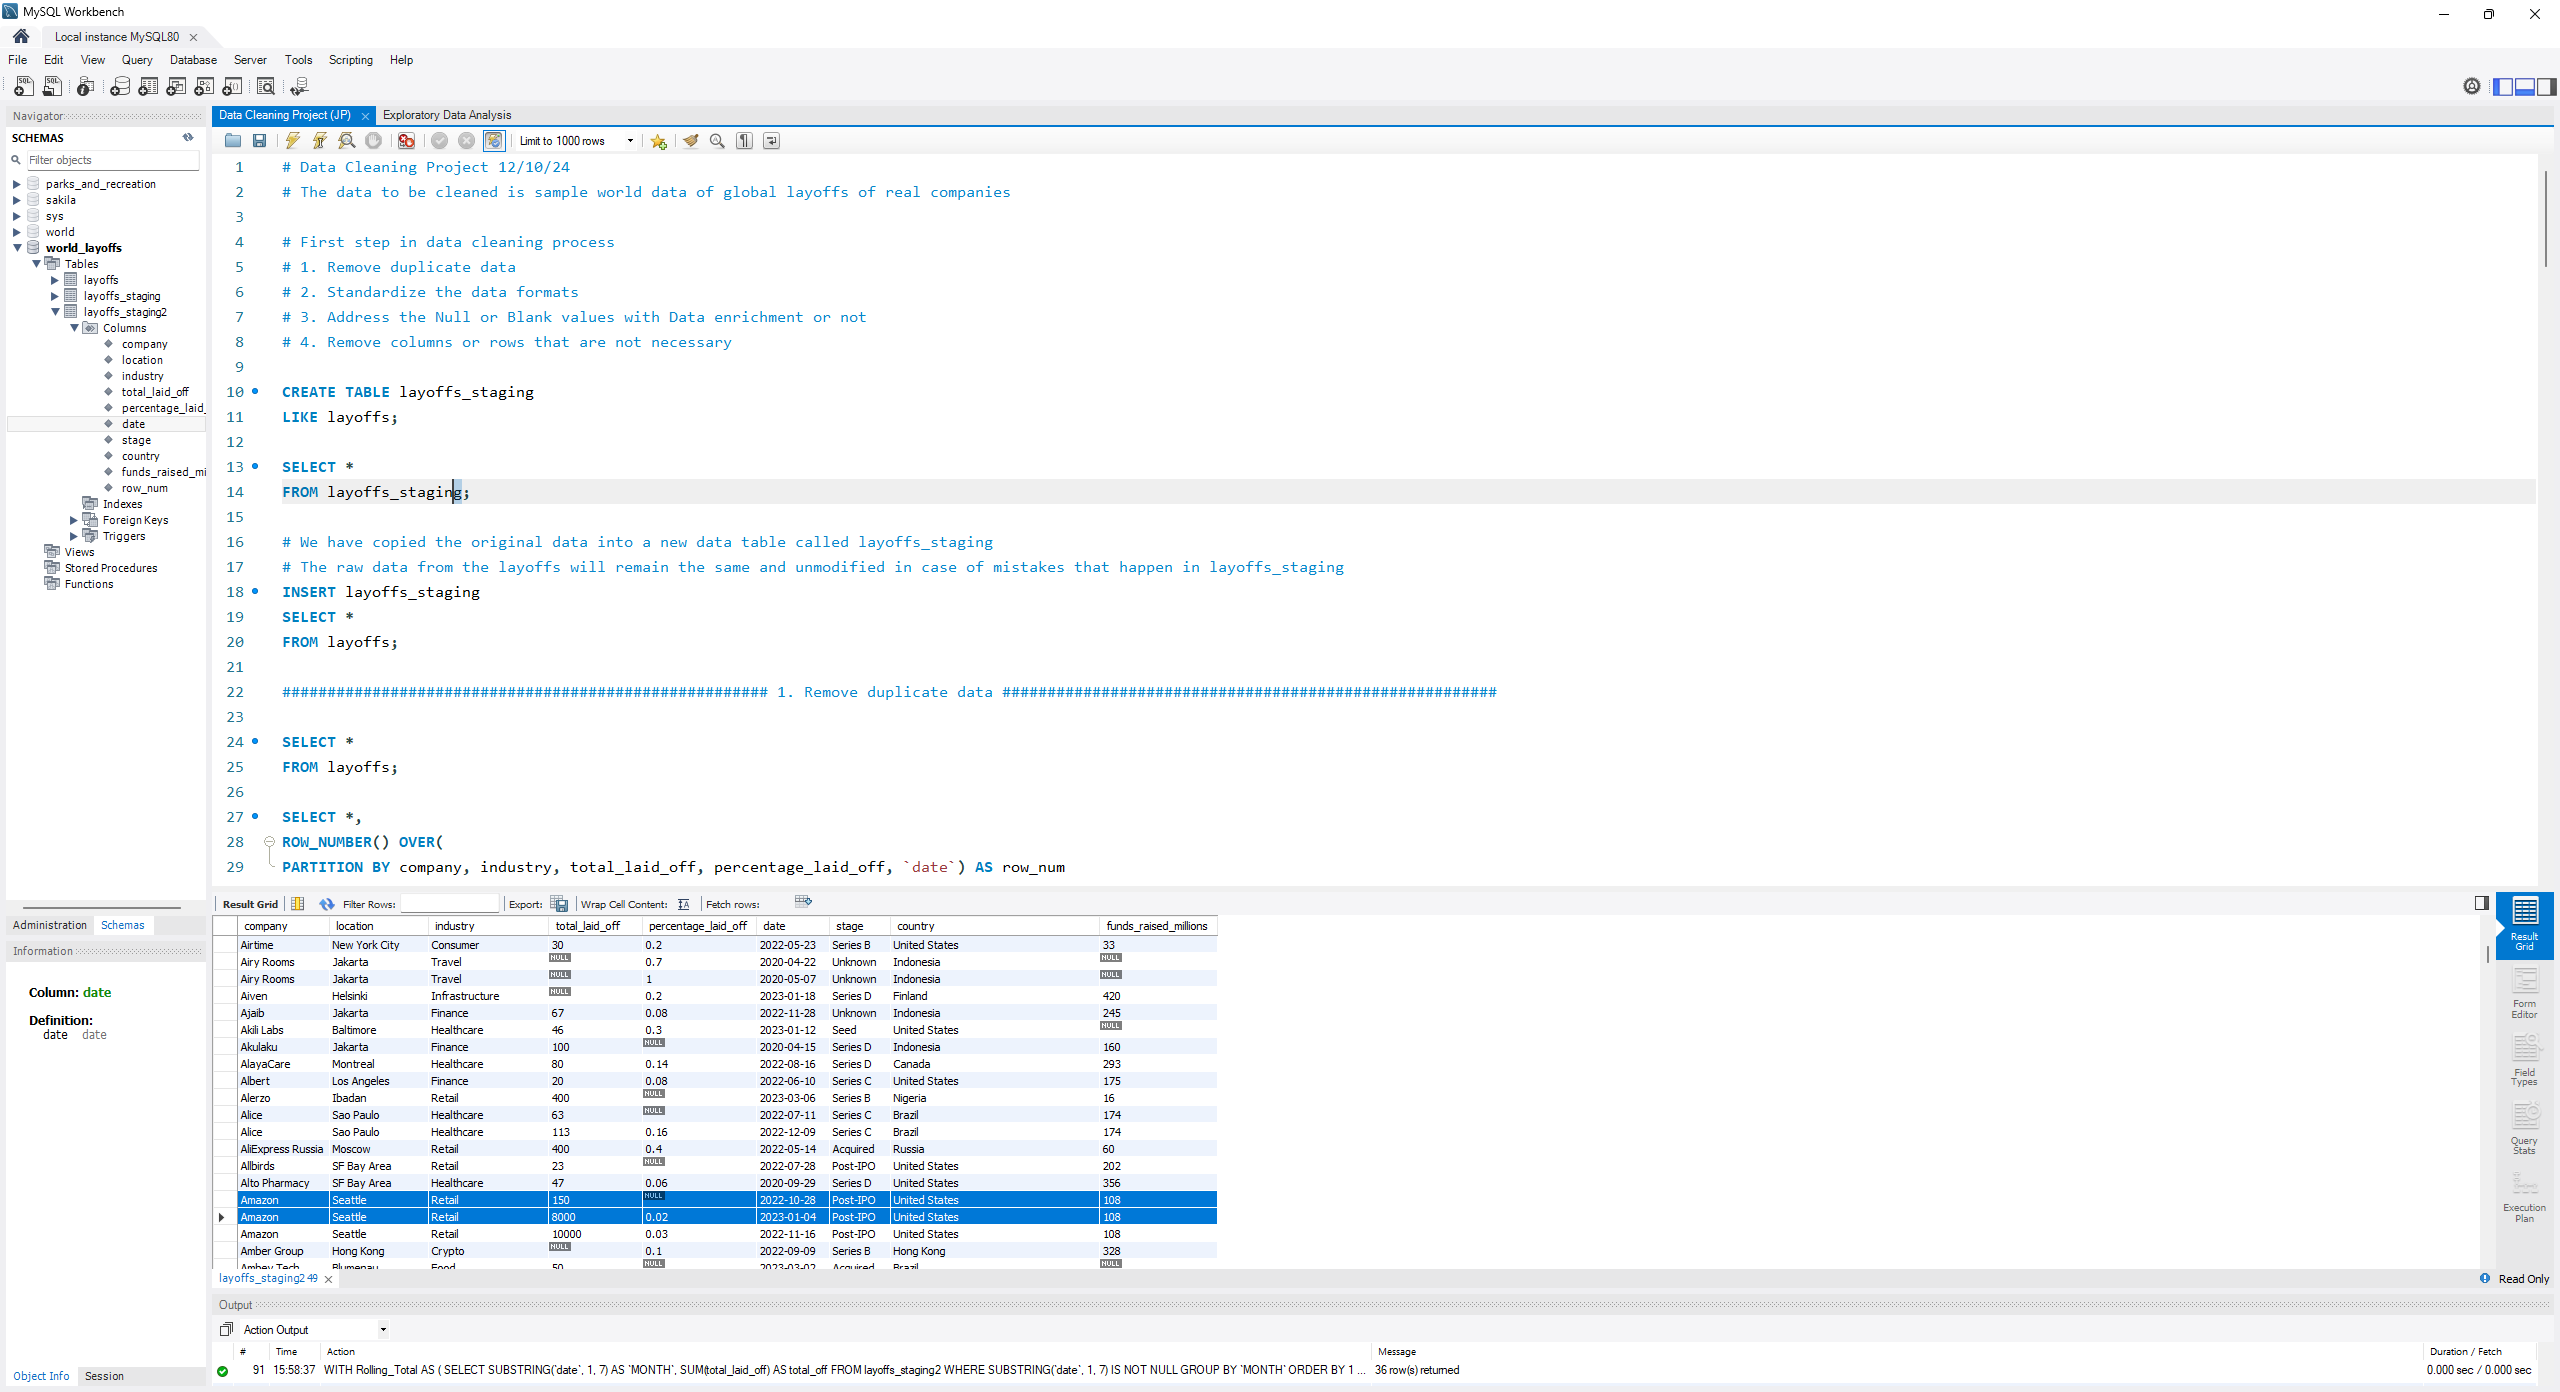 MySQL Workbench
Local instance MySQL80
File Edit View Query Database Server Tools Scripting Help
Navigator
SCHEMAS
Filter objects
parks_and_recreation
sakila
sys
world
world_layoffs
Tables
layoffs
layoffs_staging
layoffs_staging2
Columns
company
location
industry
total_laid_off
percentage_laid_
date
stage
country
funds_raised_mi
row_num
Indexes
Foreign Keys
Triggers
Views
Stored Procedures
Functions
Administration Schemas
Information
Column: date
Definition:
date date
Object Info Session
Data Cleaning Project (JP) Exploratory Data Analysis
Limit to 1000 rows
1 # Data Cleaning Project 12/10/24
2 # The data to be cleaned is sample world data of global layoffs of real companies
3
4 # First step in data cleaning process
5 # 1. Remove duplicate data
6 # 2. Standardize the data formats
7 # 3. Address the Null or Blank values with Data enrichment or not
8 # 4. Remove columns or rows that are not necessary
9
10 CREATE TABLE layoffs_staging
11 LIKE layoffs;
12
13 SELECT *
14 FROM layoffs_staging;
15
16 # We have copied the original data into a new data table called layoffs_staging
17 # The raw data from the layoffs will remain the same and unmodified in case of mistakes that happen in layoffs_staging
18 INSERT layoffs_staging
19 SELECT *
20 FROM layoffs;
21
22 ###################################################### 1. Remove duplicate data #######################################################
23
24 SELECT *
25 FROM layoffs;
26
27 SELECT *,
28 ROW_NUMBER() OVER(
29 PARTITION BY company, industry, total_laid_off, percentage_laid_off, `date`) AS row_num
Result Grid Filter Rows: Export: Wrap Cell Content: Fetch rows:
company location industry total_laid_off percentage_laid_off date stage country funds_raised_millions
Airtime New York City Consumer 30 0.2 2022-05-23 Series B United States 33
Airy Rooms Jakarta Travel NULL 0.7 2020-04-22 Unknown Indonesia NULL
Airy Rooms Jakarta Travel NULL 1 2020-05-07 Unknown Indonesia NULL
Aiven Helsinki Infrastructure NULL 0.2 2023-01-18 Series D Finland 420
Ajaib Jakarta Finance 67 0.08 2022-11-28 Unknown Indonesia 245
Akili Labs Baltimore Healthcare 46 0.3 2023-01-12 Seed United States NULL
Akulaku Jakarta Finance 100 NULL 2020-04-15 Series D Indonesia 160
AlayaCare Montreal Healthcare 80 0.14 2022-08-16 Series D Canada 293
Albert Los Angeles Finance 20 0.08 2022-06-10 Series C United States 175
Alerzo Ibadan Retail 400 NULL 2023-03-06 Series B Nigeria 16
Alice Sao Paulo Healthcare 63 NULL 2022-07-11 Series C Brazil 174
Alice Sao Paulo Healthcare 113 0.16 2022-12-09 Series C Brazil 174
AliExpress Russia Moscow Retail 400 0.4 2022-05-14 Acquired Russia 60
Allbirds SF Bay Area Retail 23 NULL 2022-07-28 Post-IPO United States 202
Alto Pharmacy SF Bay Area Healthcare 47 0.06 2020-09-29 Series D United States 356
Amazon Seattle Retail 150 NULL 2022-10-28 Post-IPO United States 108
Amazon Seattle Retail 8000 0.02 2023-01-04 Post-IPO United States 108
Amazon Seattle Retail 10000 0.03 2022-11-16 Post-IPO United States 108
Amber Group Hong Kong Crypto NULL 0.1 2022-09-09 Series B Hong Kong 328
Ambev Tech Blumenau Food 50 NULL 2023-03-02 Acquired Brazil NULL
Result Grid
Form Editor
Field Types
Query Stats
Execution Plan
layoffs_staging2 49
Read Only
Output
Action Output
# Time Action Message Duration / Fetch
91 15:58:37 WITH Rolling_Total AS ( SELECT SUBSTRING(`date`, 1, 7) AS `MONTH`, SUM(total_laid_off) AS total_off FROM layoffs_staging2 WHERE SUBSTRING(`date`, 1, 7) IS NOT NULL GROUP BY `MONTH` ORDER BY 1 ... 36 row(s) returned 0.000 sec / 0.000 sec